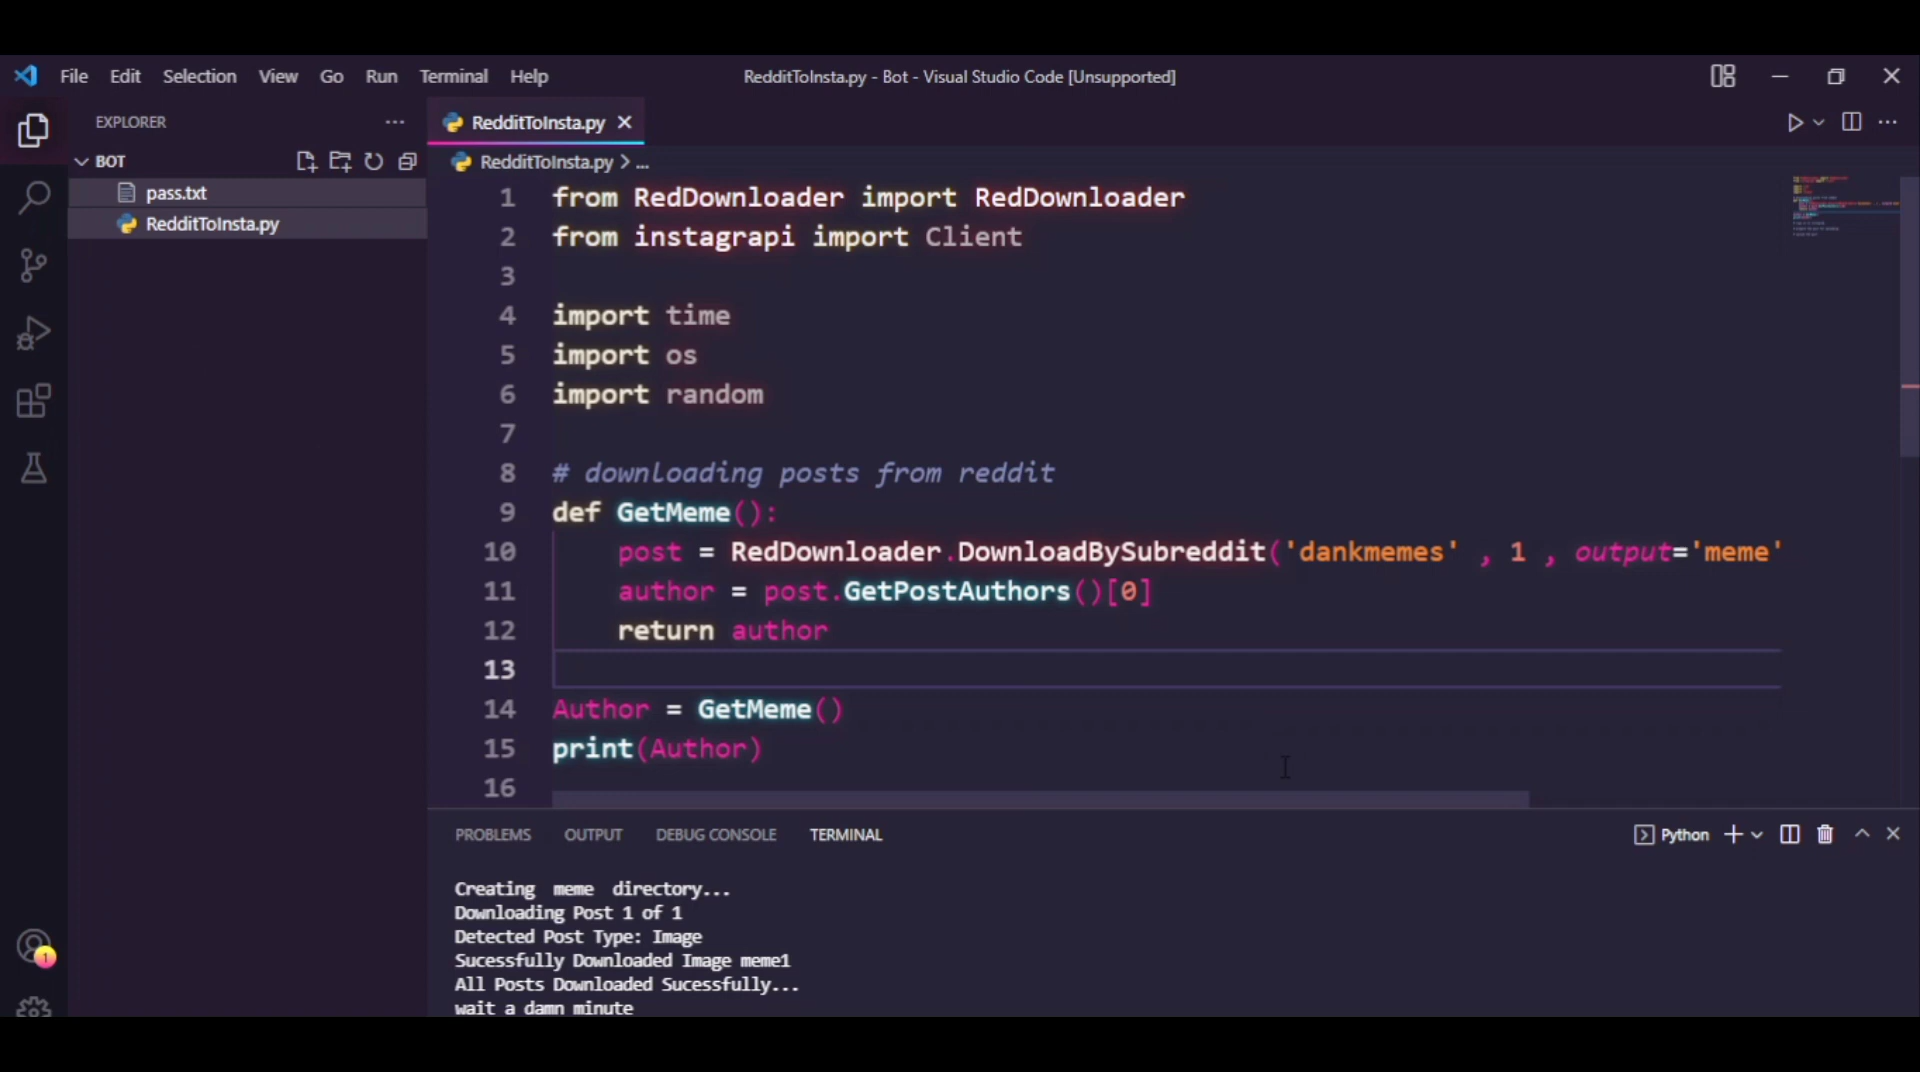 File Edit Selection View Go Run Terminal Help RedditToInsta.py - Bot - Visual Studio Code [Unsupported]
EXPLORER ...
BOT
pass.txt
RedditToInsta.py
RedditToInsta.py
RedditToInsta.py > ...
1 from RedDownloader import RedDownloader
2 from instagrapi import Client
3
4 import time
5 import os
6 import random
7
8 # downloading posts from reddit
9 def GetMeme():
10 post = RedDownloader.DownloadBySubreddit('dankmemes' , 1 , output='meme'
11 author = post.GetPostAuthors()[0]
12 return author
13
14 Author = GetMeme()
15 print(Author)
16
PROBLEMS OUTPUT DEBUG CONSOLE TERMINAL Python
Creating meme directory...
Downloading Post 1 of 1
Detected Post Type: Image
Sucessfully Downloaded Image meme1
All Posts Downloaded Sucessfully...
wait a damn minute
1